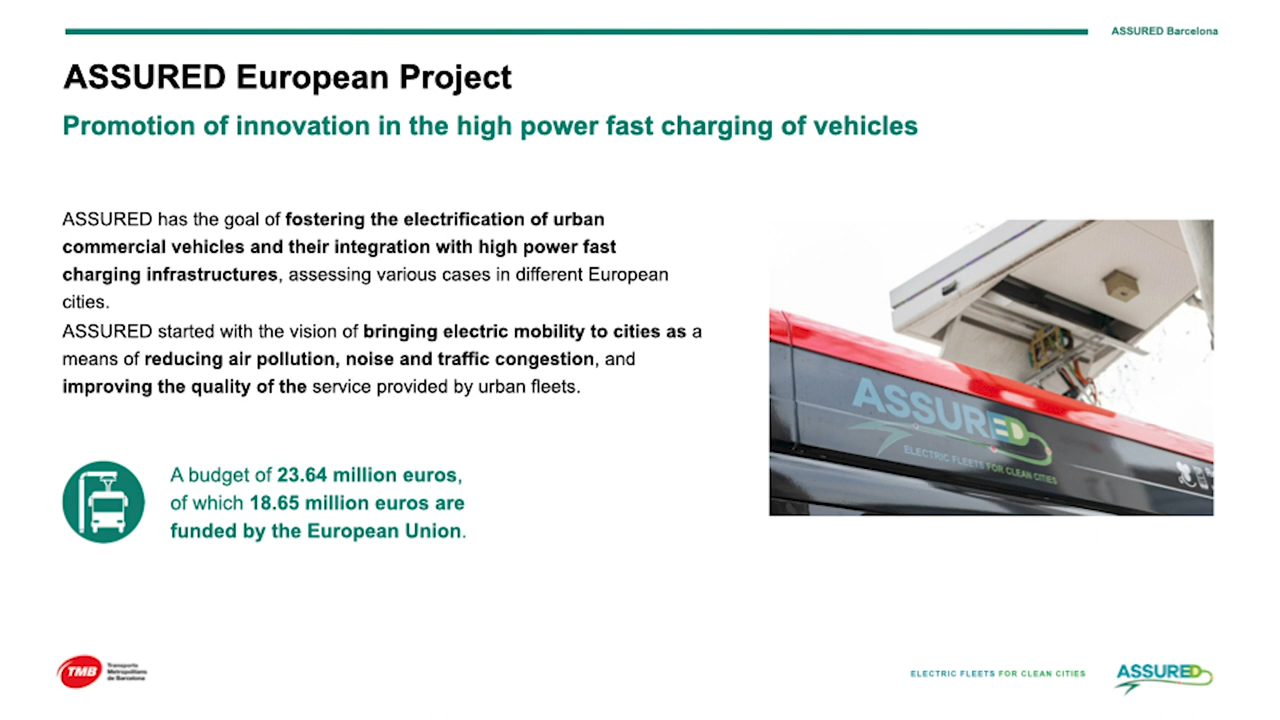 ASSURED Barcelona
ASSURED European Project
Promotion of innovation in the high power fast charging of vehicles
ASSURED has the goal of fostering the electrification of urban
commercial vehicles and their integration with high power fast
charging infrastructures, assessing various cases in different European
cities.
ASSURED started with the vision of bringing electric mobility to cities as a
means of reducing air pollution, noise and traffic congestion, and
improving the quality of the service provided by urban fleets.
ASSURED
ELECTRIC FLEETS FOR CLEAN CITIES
A budget of 23.64 million euros,
of which 18.65 million euros are
funded by the European Union.
TMB
Transports
Metropolitans
de Barcelona
ELECTRIC FLEETS FOR CLEAN CITIES
ASSURED